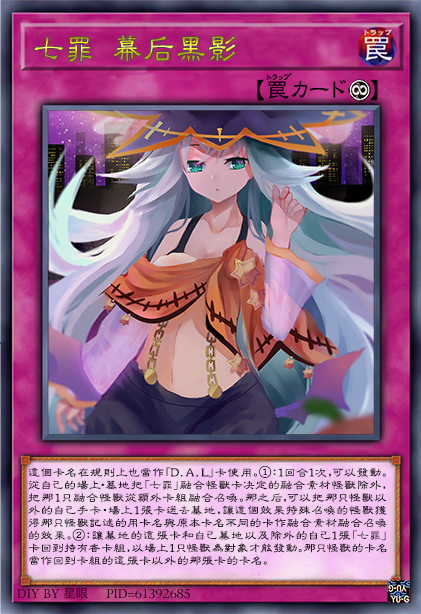 七罪 幕后黑影
トラップ
罠
トラップ
【罠カード】
這個卡名在規則上也當作「D.A.L」卡使用。①:1回合1次,可以發動。
從自己的場上·墓地把「七罪」融合怪獸卡決定的融合素材怪獸除外,
把那1只融合怪獸從額外卡組融合召喚。那之后,可以把那只怪獸以
外的自己手卡·場上1張卡送去墓地,讓這個效果特殊召喚的怪獸獲
得那只怪獸記述的用卡名與原本卡名不同的卡作融合素材融合召喚
的效果。②:讓墓地的這張卡和自己墓地以及除外的自己1張「七罪」
卡回到持有者卡組,以場上1只怪獸為對象才能發動。那只怪獸的卡名
當作回到卡組的這張卡以外的那張卡的卡名。
DIY BY 星眼 PID=61392685
YU-G